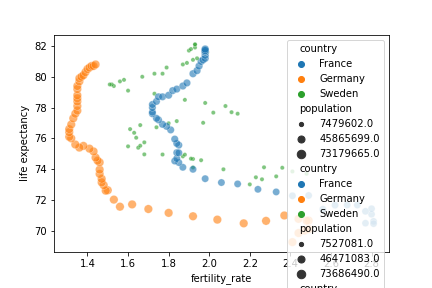 82
80
78
76
74
72
70
life expectancy
1.4
1.6
1.8
2.0
2.2
2.4
fertility_rate
country
France
Germany
Sweden
population
7479602.0
45865699.0
73179665.0
country
France
Germany
Sweden
population
7527081.0
46471083.0
73686490.0
country